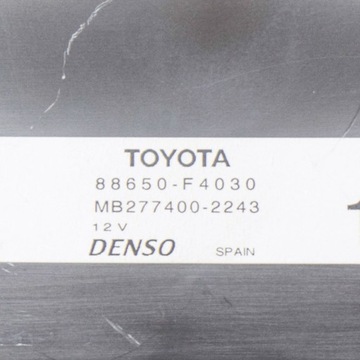 TOYOTA
88650-F4030
MB277400-2243
12V
DENSO SPAIN